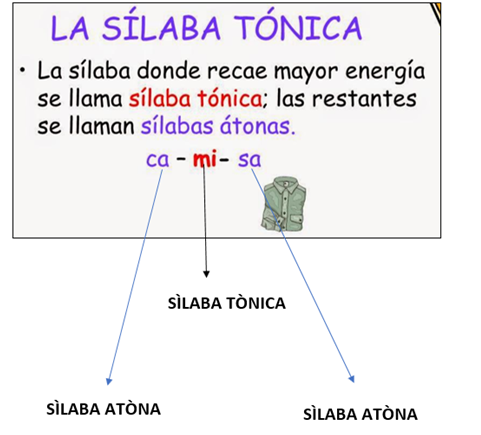 LA SÍLABA TÓNICA
• La sílaba donde recae mayor energía
se llama sílaba tónica; las restantes
se llaman sílabas átonas.
ca - mi - sa
SÌLABA TÒNICA
SÌLABA ATÒNA
SÌLABA ATÒNA